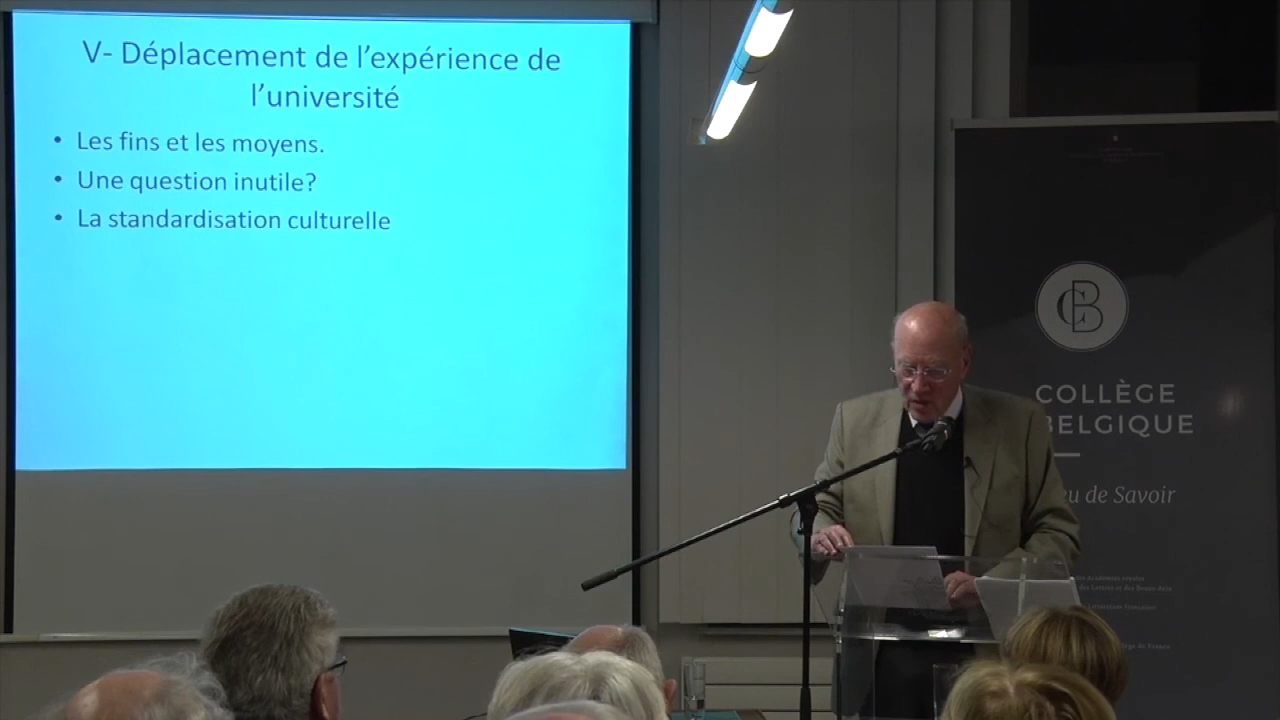 V- Déplacement de l'expérience de
l'université
• Les fins et les moyens.
• Une question inutile?
• La standardisation culturelle
CB
COLLÈGE
BELGIQUE
de Savoir